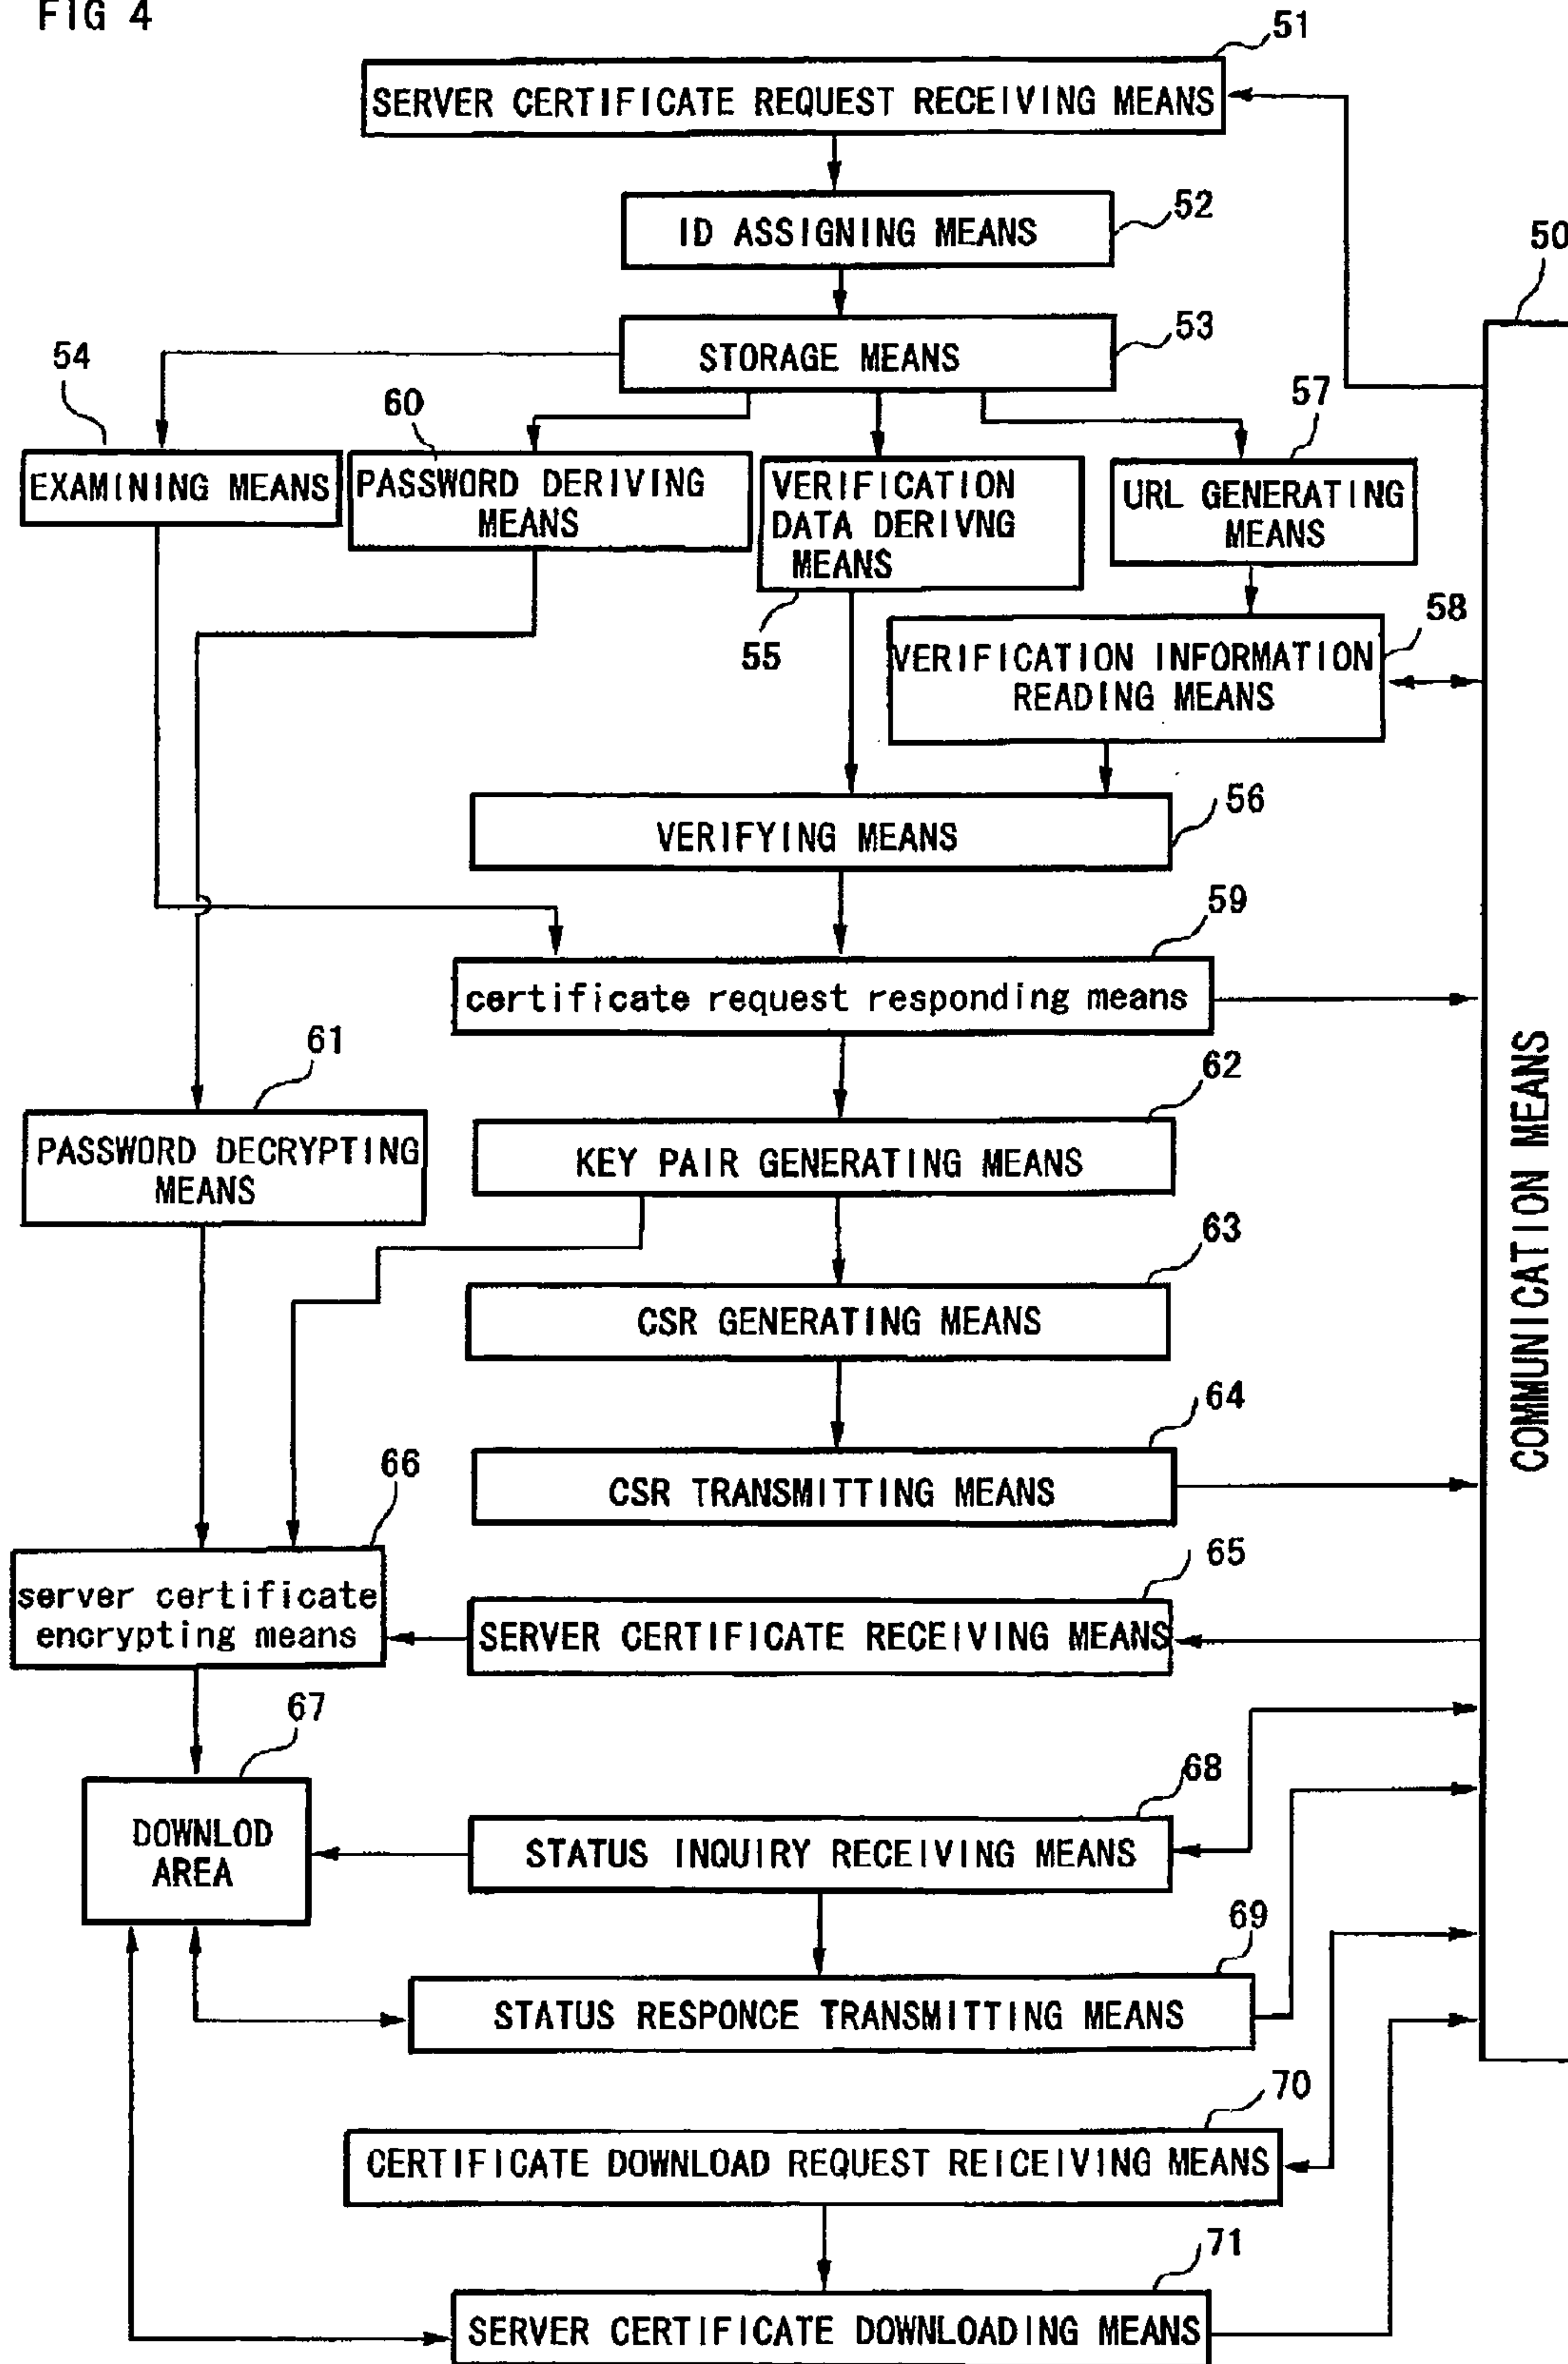 FIG 4
51
SERVER CERTIFICATE REQUEST RECEIVING MEANS
52
ID ASSIGNING MEANS
50
53
STORAGE MEANS
54
60
57
EXAMINING MEANS
PASSWORD DERIVING
MEANS
VERIFICATION
DATA DERIVNG
MEANS
URL GENERATING
MEANS
55
58
VERIFICATION INFORMATION
READING MEANS
56
VERIFYING MEANS
59
certificate request responding means
COMMUNICATION MEANS
61
62
PASSWORD DECRYPTING
MEANS
KEY PAIR GENERATING MEANS
63
CSR GENERATING MEANS
64
CSR TRANSMITTING MEANS
66
65
server certificate
encrypting means
SERVER CERTIFICATE RECEIVING MEANS
67
68
DOWNLOD
AREA
STATUS INQUIRY RECEIVING MEANS
69
STATUS RESPONCE TRANSMITTING MEANS
70
CERTIFICATE DOWNLOAD REQUEST REICEIVING MEANS
71
SERVER CERTIFICATE DOWNLOADING MEANS